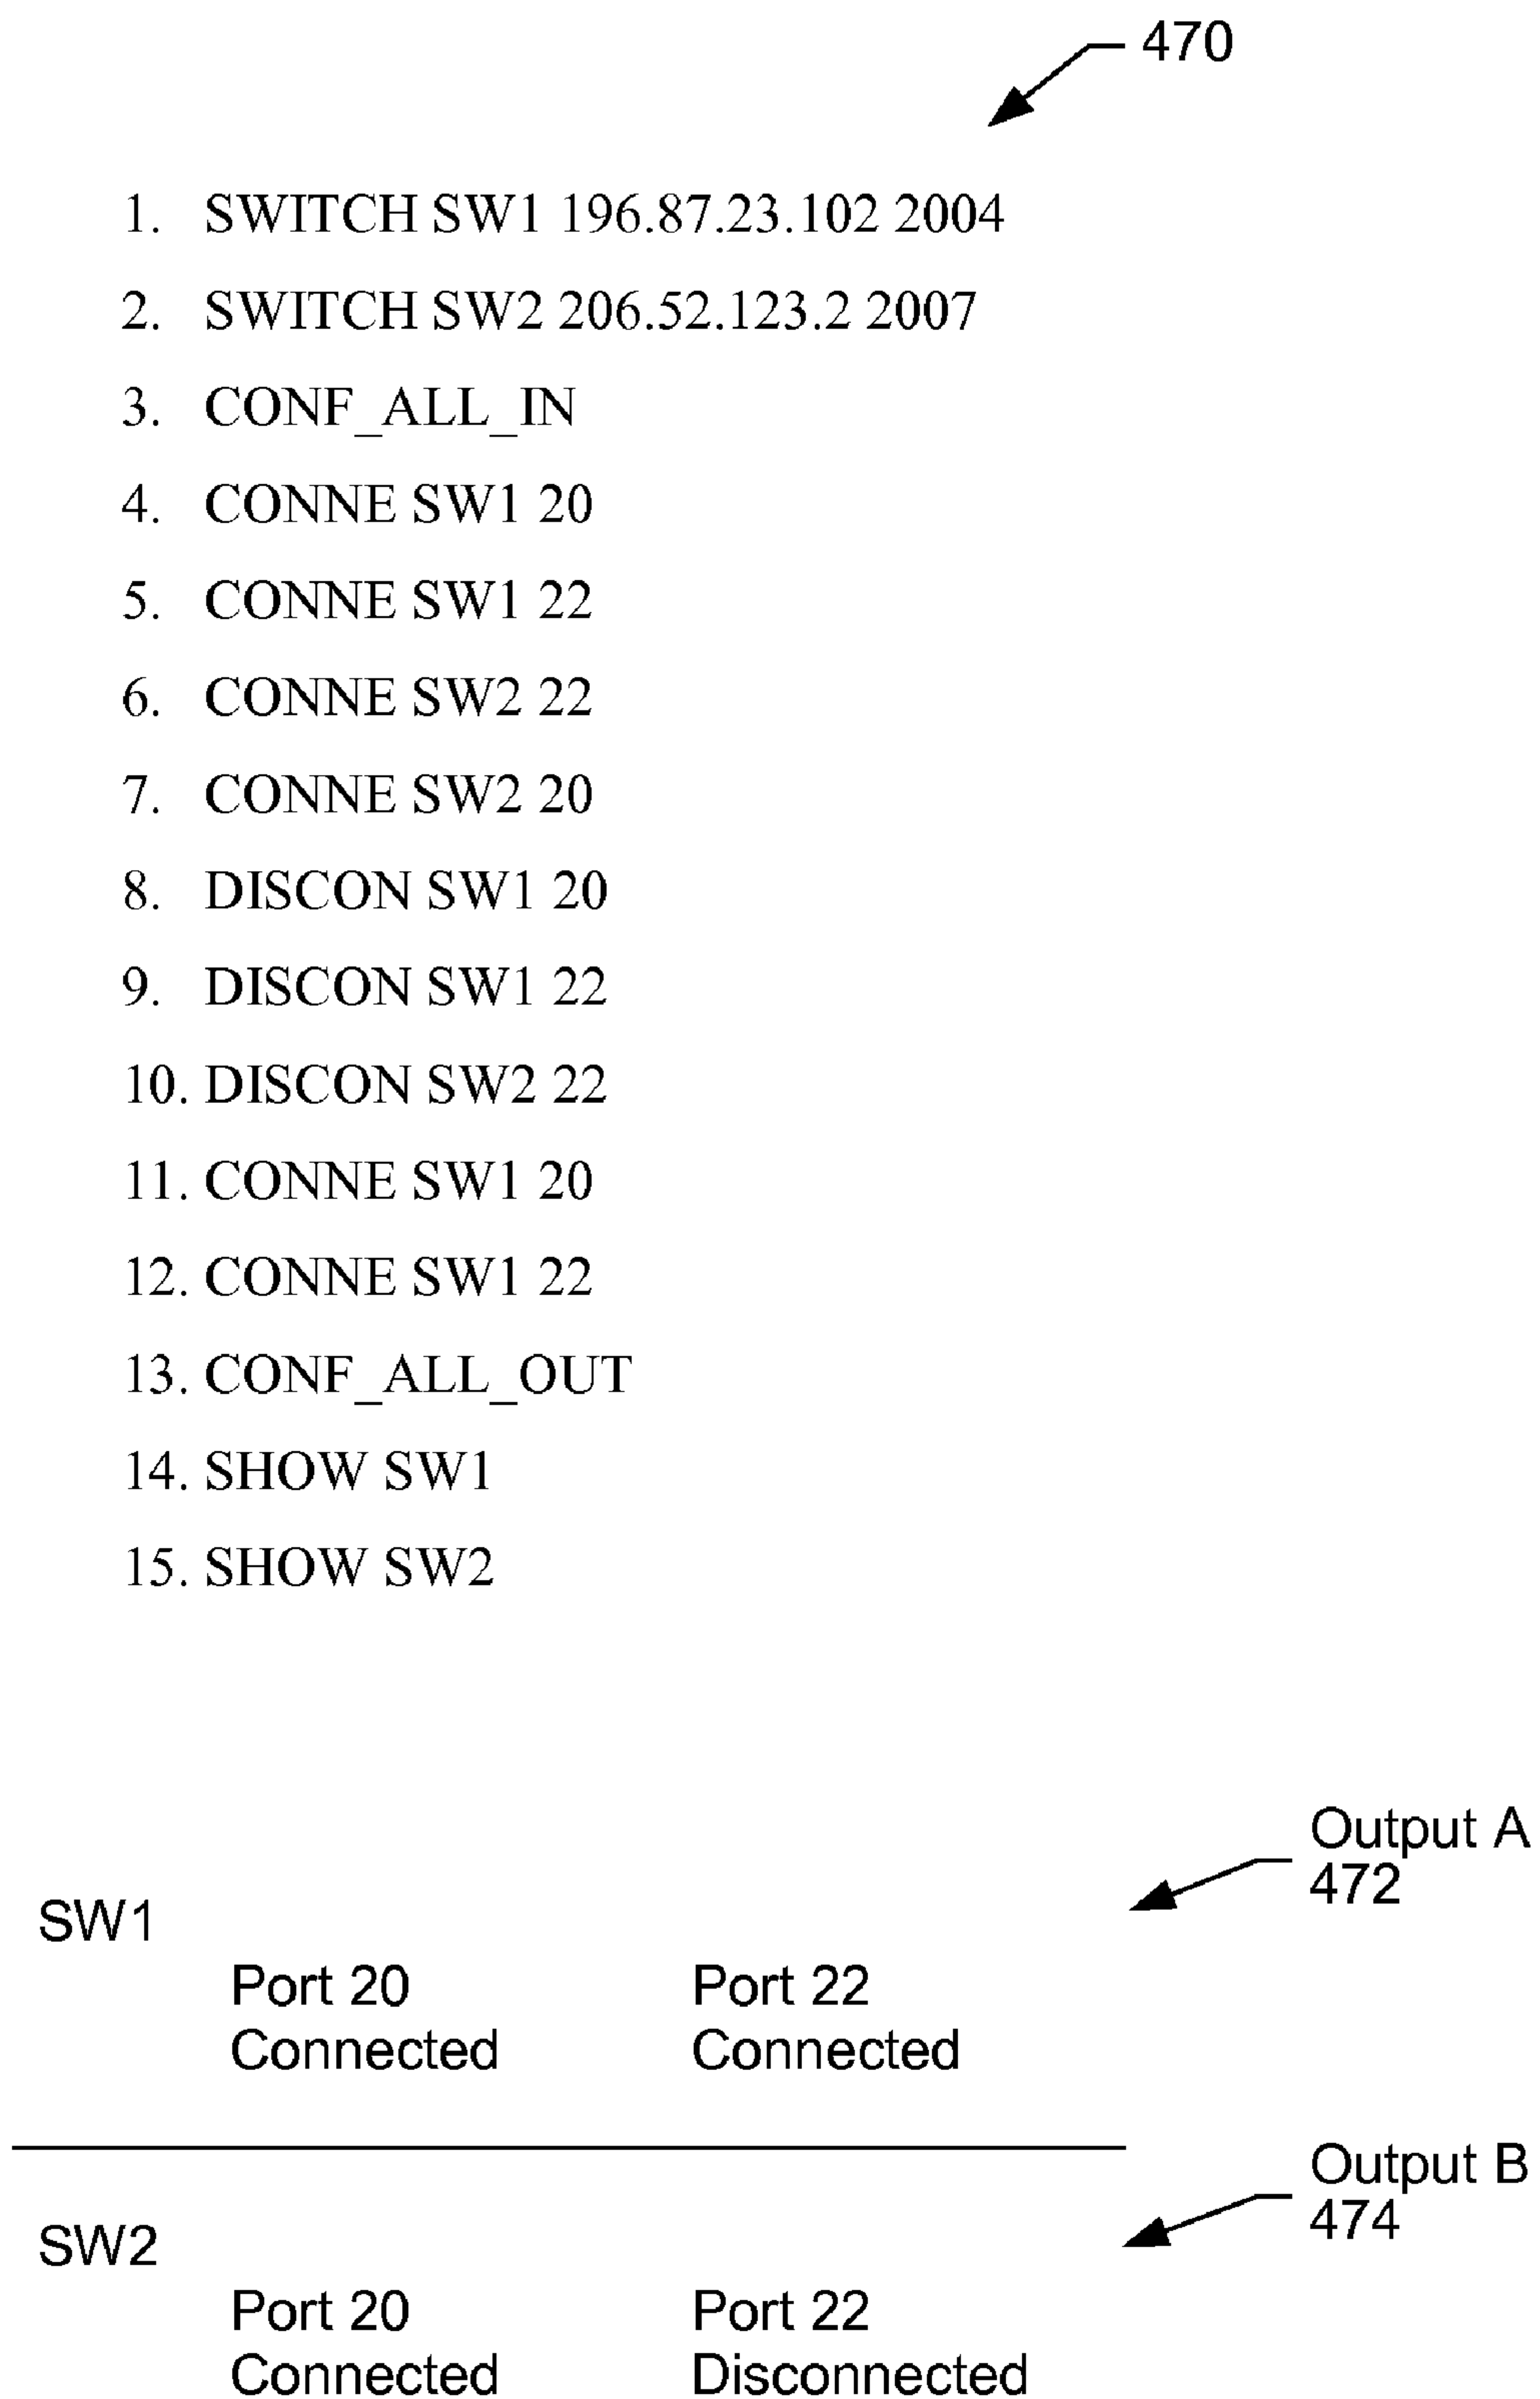 470
1. SWITCH SW1 196.87.23.102 2004
2. SWITCH SW2 206.52.123.2 2007
3. CONF_ALL_IN
4. CONNE SW1 20
5. CONNE SW1 22
6. CONNE SW2 22
7. CONNE SW2 20
8. DISCON SW1 20
9. DISCON SW1 22
10. DISCON SW2 22
11. CONNE SW1 20
12. CONNE SW1 22
13. CONF_ALL_OUT
14. SHOW SW1
15. SHOW SW2
Output A
472
SW1
Port 20 Port 22
Connected Connected
Output B
474
SW2
Port 20 Port 22
Connected Disconnected